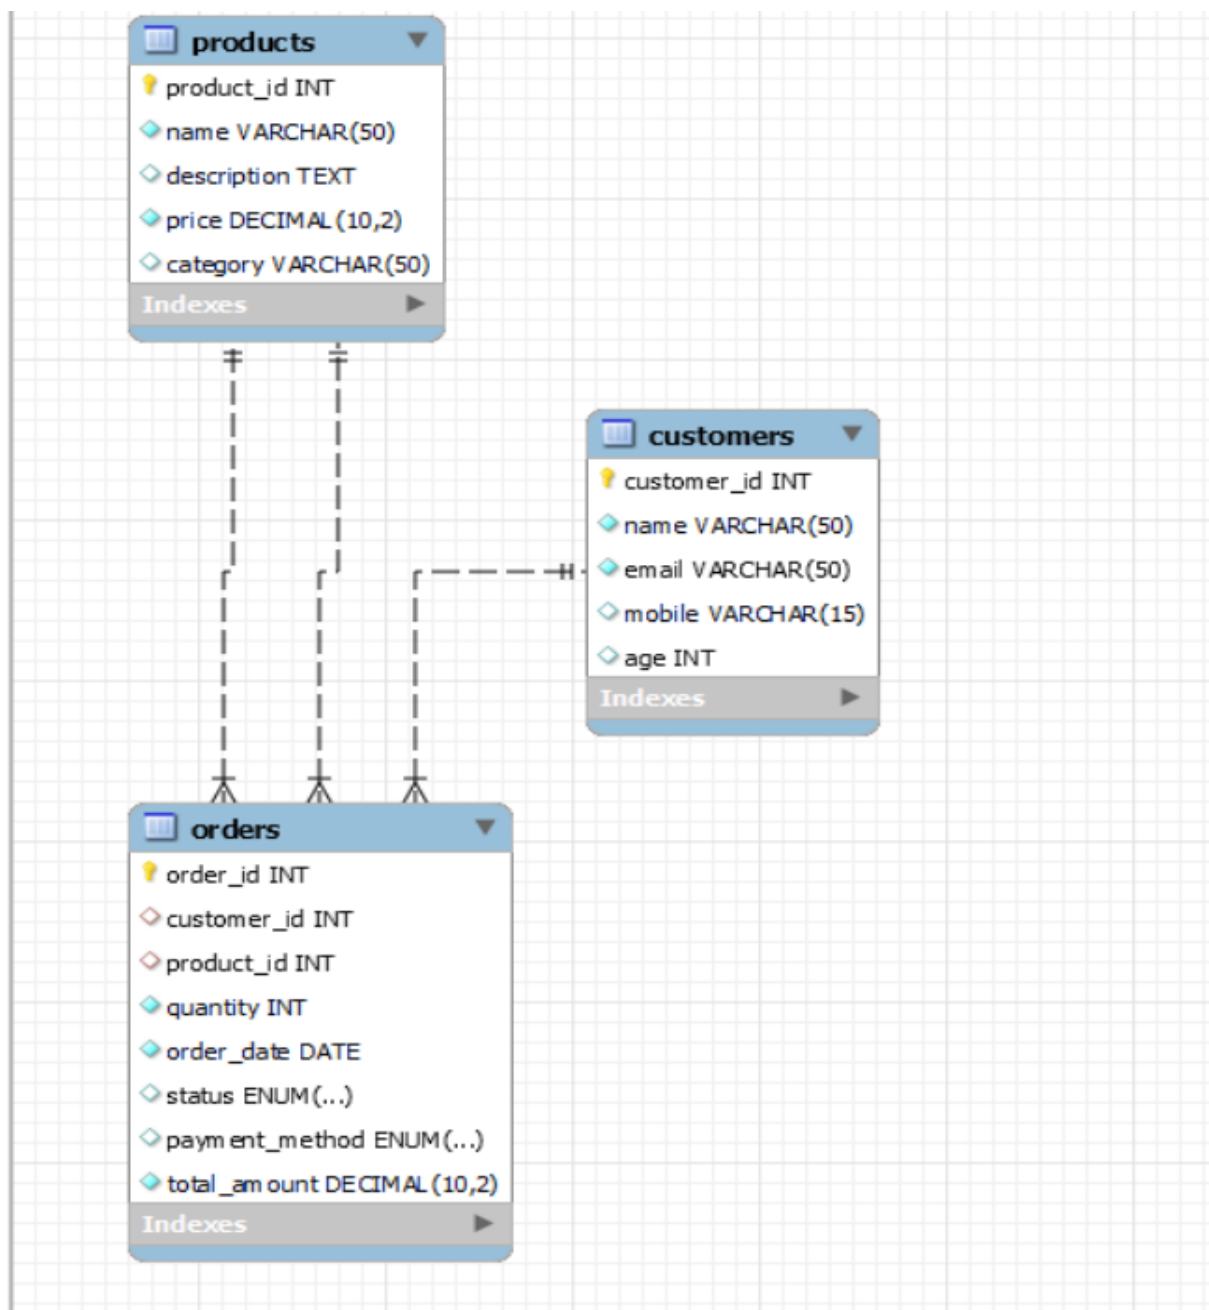 products
product_id INT
name VARCHAR(50)
description TEXT
price DECIMAL(10,2)
category VARCHAR(50)
Indexes
customers
customer_id INT
name VARCHAR(50)
email VARCHAR(50)
mobile VARCHAR(15)
age INT
Indexes
orders
order_id INT
customer_id INT
product_id INT
quantity INT
order_date DATE
status ENUM(...)
payment_method ENUM(...)
total_amount DECIMAL(10,2)
Indexes